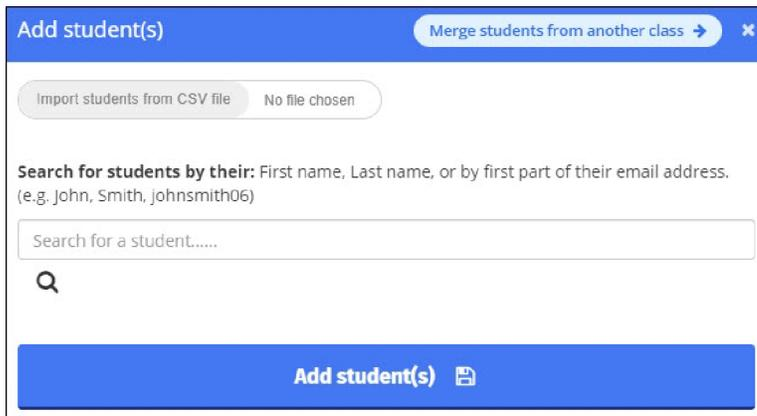 Add student(s)
Merge students from another class
Import students from CSV file
No file chosen
Search for students by their: First name, Last name, or by first part of their email address.
(e.g. John, Smith, johnsmith06)
Search for a student......
Add student(s)